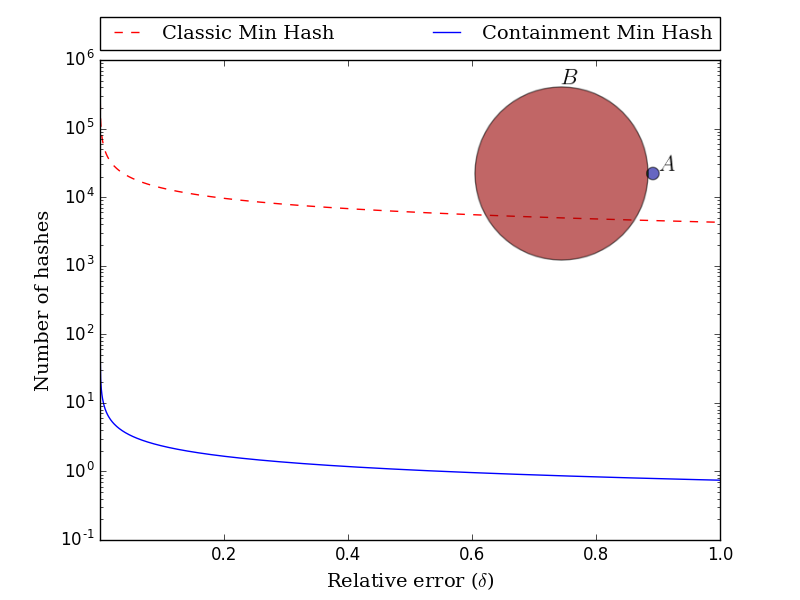 Classic Min Hash Containment Min Hash
10^6
10^5
10^4
10^3
10^2
10^1
10^0
10^-1
Number of hashes
B
A
0.2 0.4 0.6 0.8 1.0
Relative error (δ)